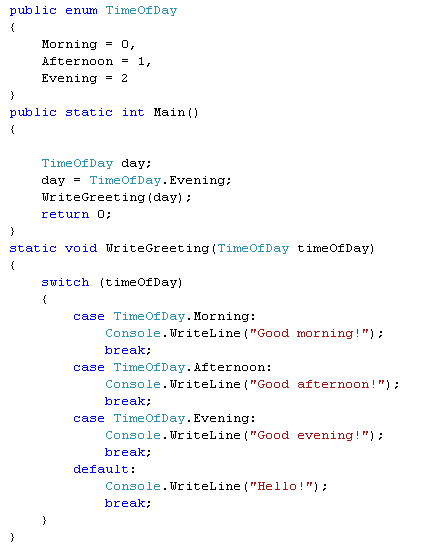 public enum TimeOfDay
{
    Morning = 0,
    Afternoon = 1,
    Evening = 2
}
public static int Main()
{

    TimeOfDay day;
    day = TimeOfDay.Evening;
    WriteGreeting(day);
    return 0;
}
static void WriteGreeting(TimeOfDay timeOfDay)
{
    switch (timeOfDay)
    {
        case TimeOfDay.Morning:
            Console.WriteLine("Good morning!");
            break;
        case TimeOfDay.Afternoon:
            Console.WriteLine("Good afternoon!");
            break;
        case TimeOfDay.Evening:
            Console.WriteLine("Good evening!");
            break;
        default:
            Console.WriteLine("Hello!");
            break;
    }
}